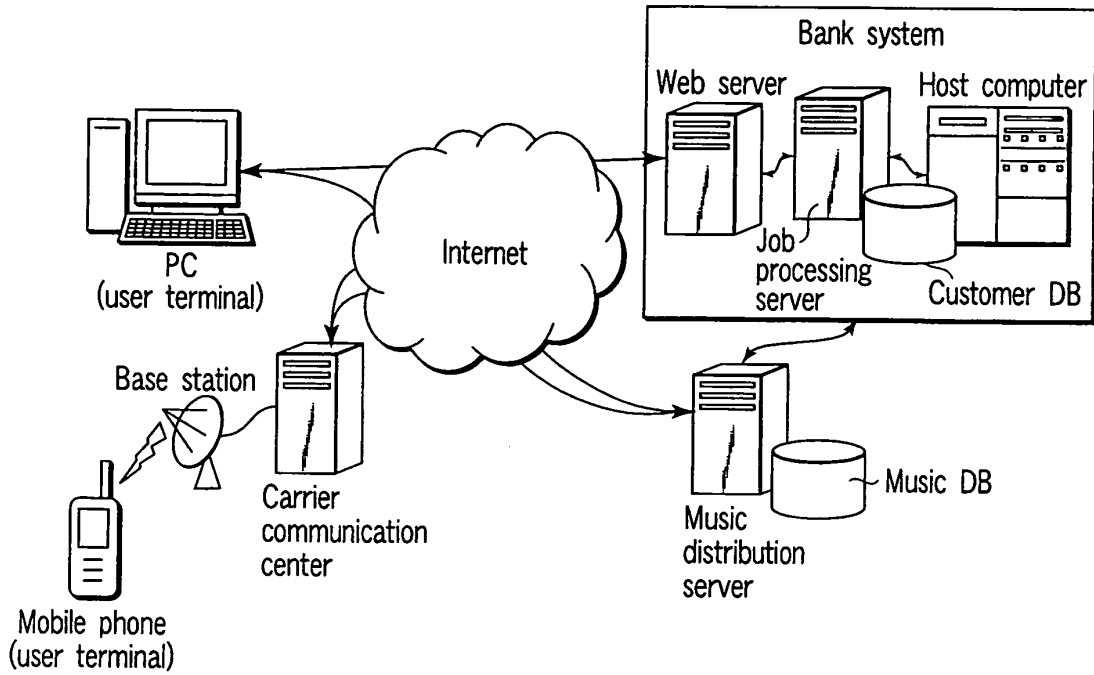 Bank system
Web server
Host computer
Job
processing
server
Customer DB
PC
(user terminal)
Internet
Base station
Carrier
communication
center
Music DB
Music
distribution
server
Mobile phone
(user terminal)